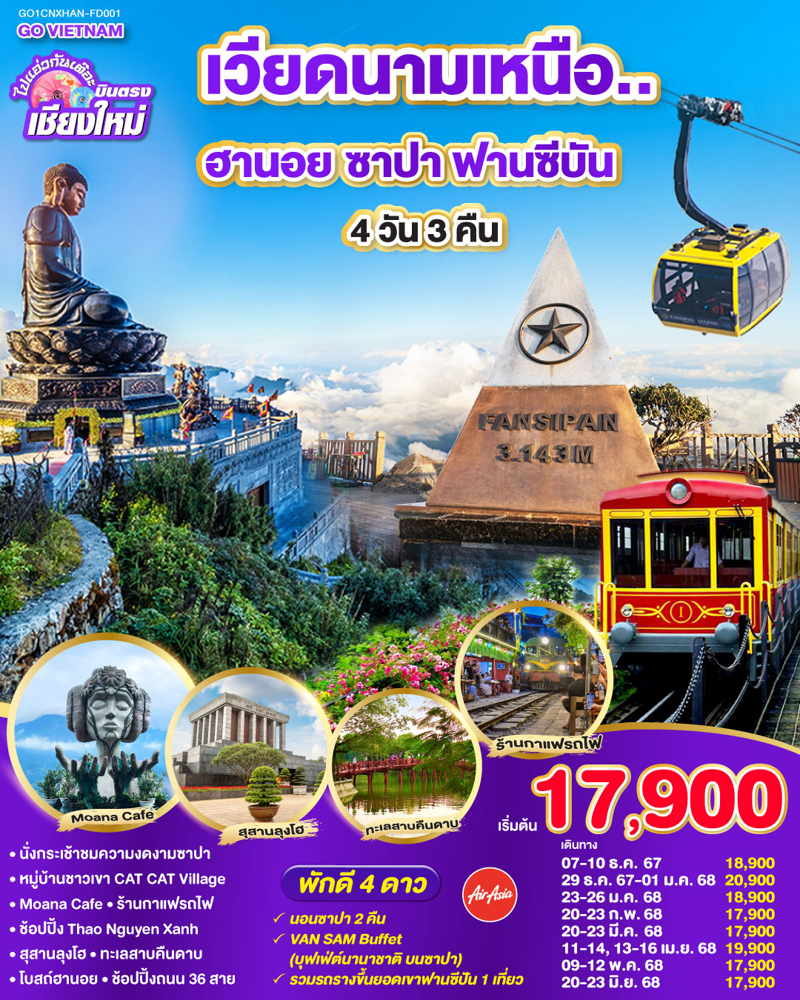 GO1CNXHAN-FD001
GO VIETNAM
ไปแอ่วกันเต๊อะ
บินตรง
เชียงใหม่
เวียดนามเหนือ..
ฮานอย ซาปา ฟานซีบัน
4 วัน 3 คืน
FANSIPAN
3.143M
HO CHI MINH
ร้านกาแฟรถไฟ
Moana Cafe
สุสานลุงโฮ
ทะเลสาบคืนดาบ
เริ่มต้น 17,900
• นั่งกระเช้าชมความงดงามซาปา
• หมู่บ้านชาวเขา CAT CAT Village
• Moana Cafe • ร้านกาแฟรถไฟ
• ช้อปปิ้ง Thao Nguyen Xanh
• สุสานลุงโฮ • ทะเลสาบคืนดาบ
• โบสถ์ฮานอย • ช้อปปิ้งถนน 36 สาย
พักดี 4 ดาว
AirAsia
✓ นอนซาปา 2 คืน
✓ VAN SAM Buffet
(บุฟเฟ่ต์นานาชาติ บนซาปา)
✓ รวมรถรางขึ้นยอดเขาฟานซีปัน 1 เที่ยว
เดินทาง
07-10 ธ.ค. 67 18,900
29 ธ.ค. 67-01 ม.ค. 68 20,900
23-26 ม.ค. 68 18,900
20-23 ก.พ. 68 17,900
20-23 มี.ค. 68 17,900
11-14, 13-16 เม.ย. 68 19,900
09-12 พ.ค. 68 17,900
20-23 มิ.ย. 68 17,900